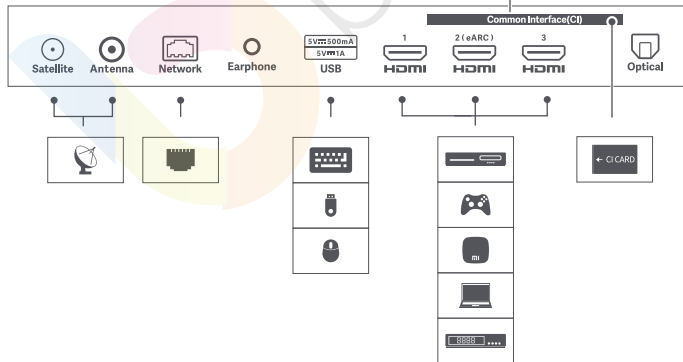 Common Interface(CI)
5V⎓500mA
5V⎓1A
1
2 (eARC)
3
HDMI
HDMI
HDMI
Satellite
Antenna
Network
Earphone
USB
Optical
← CI CARD
mi
8888